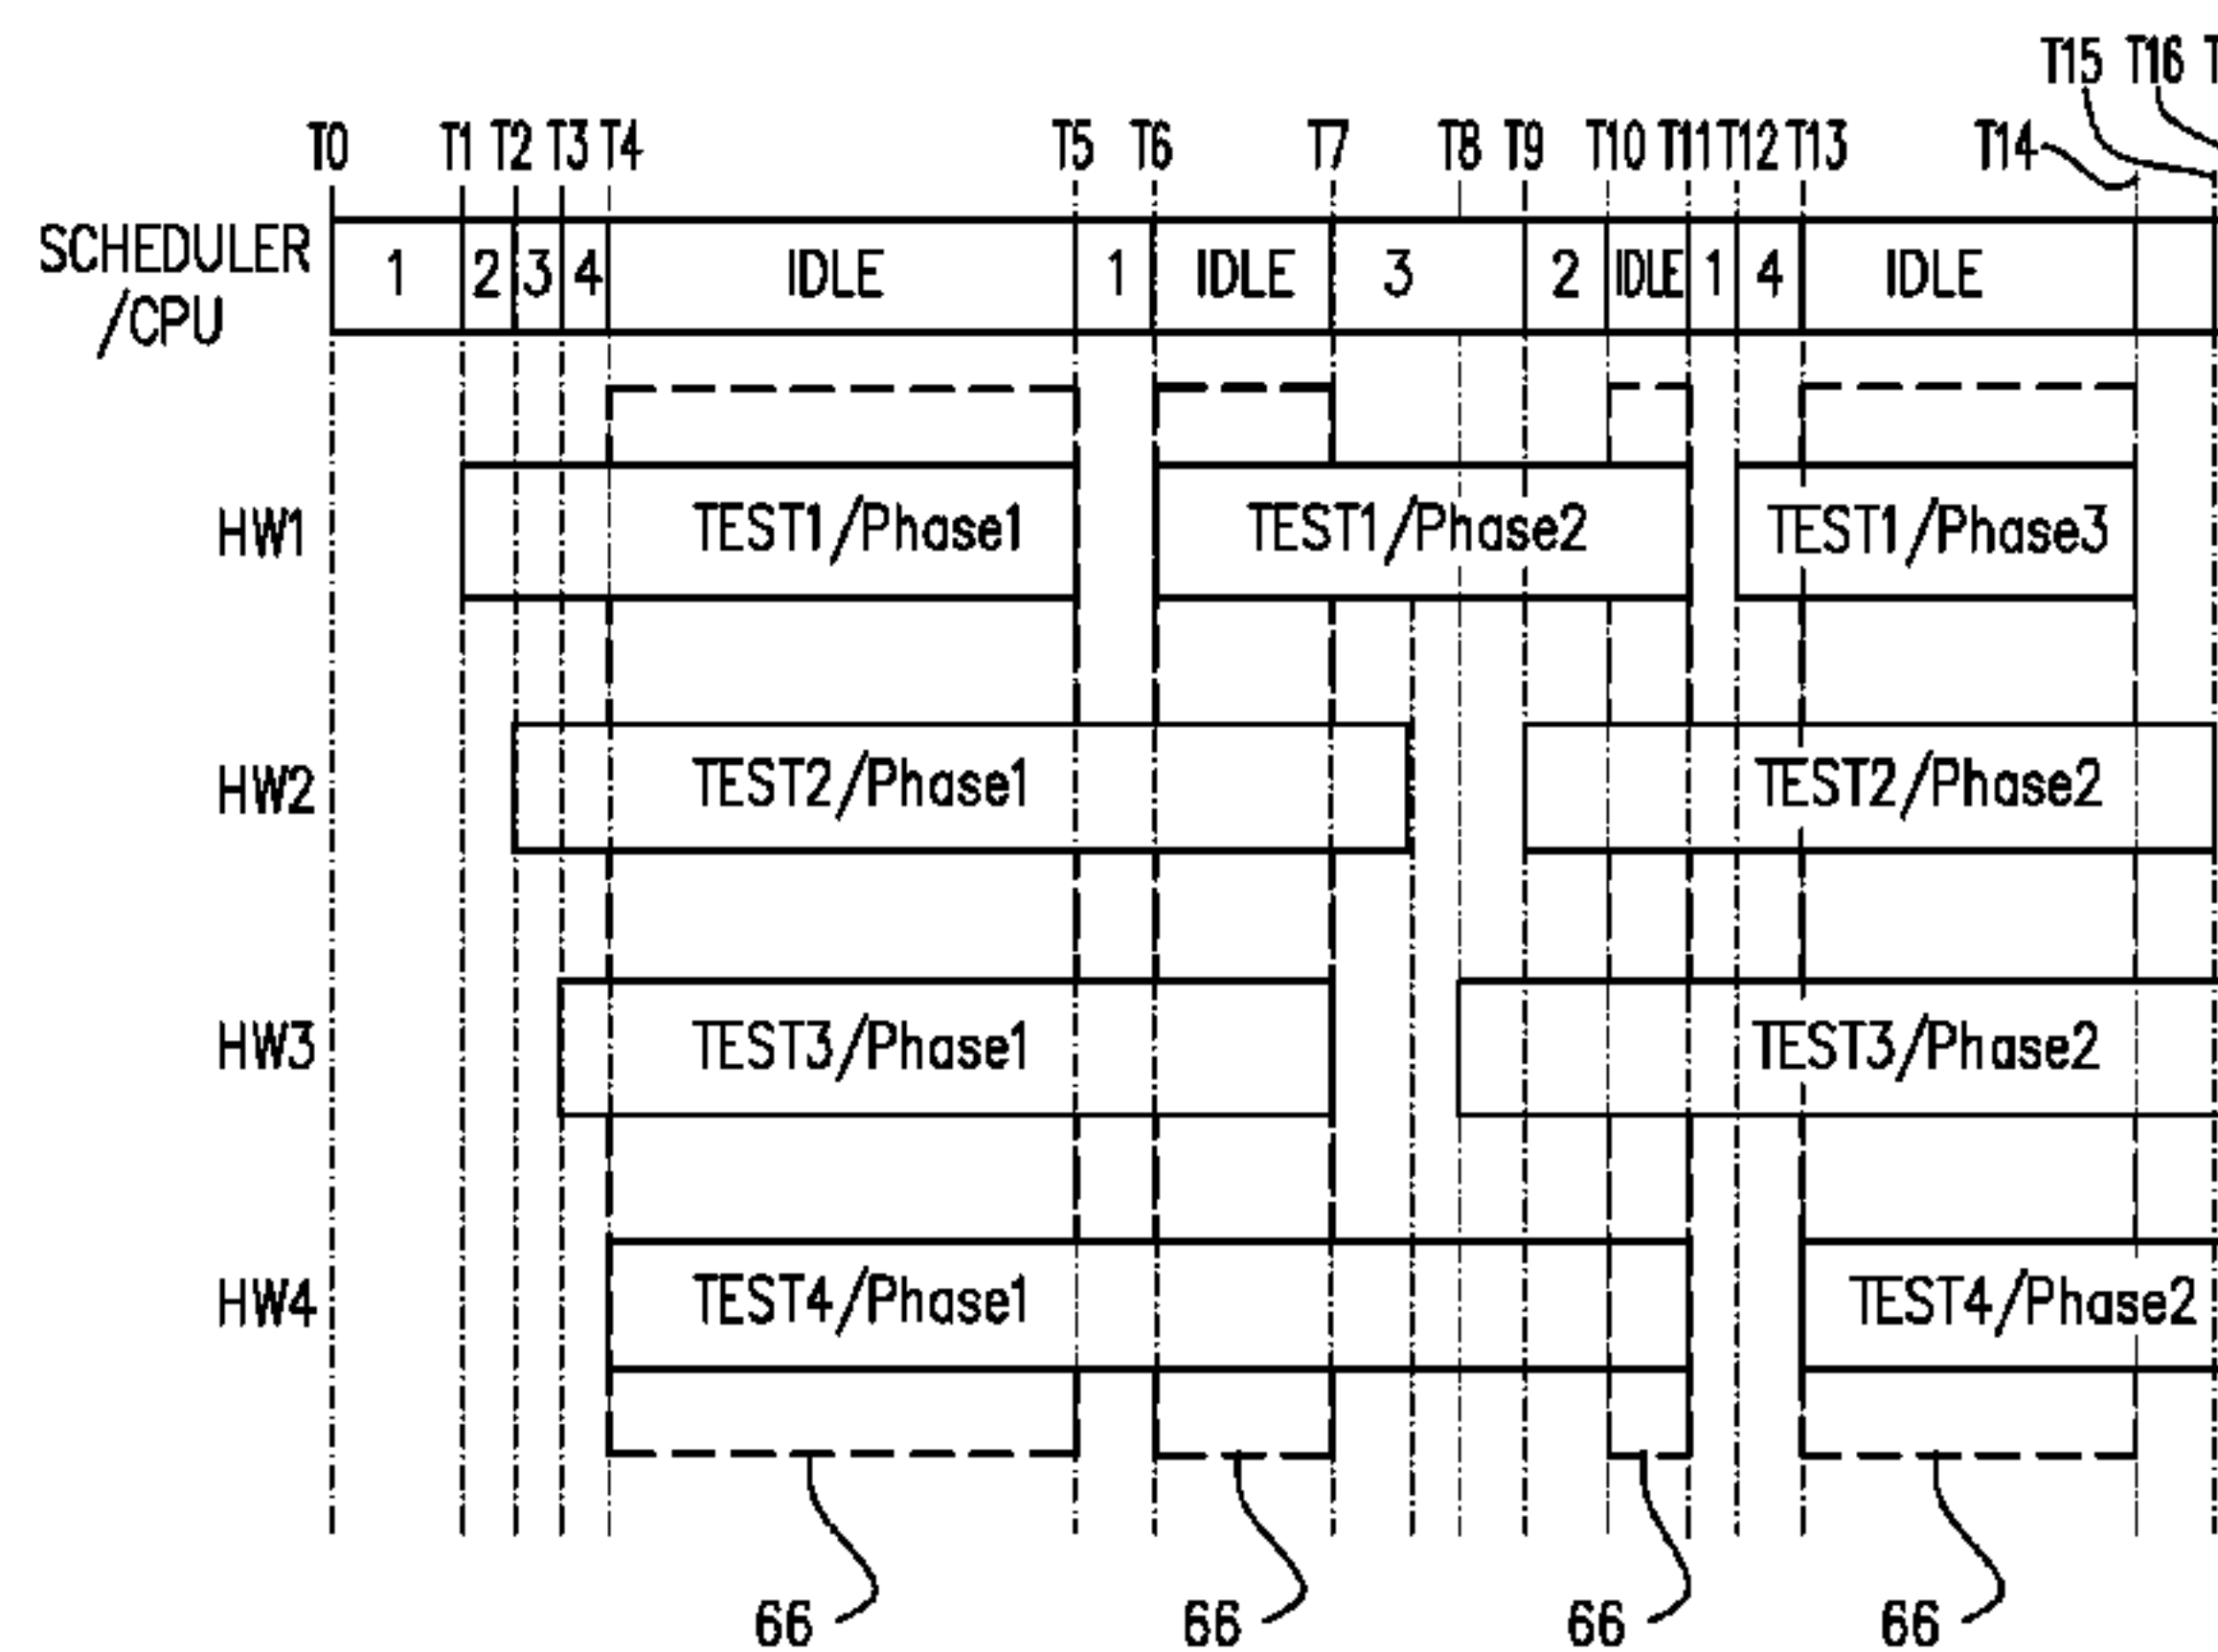 T15 T16 T
T0 T1 T2 T3 T4 T5 T6 T7 T8 T9 T10 T11 T12 T13 T14
SCHEDULER
/CPU
1 2 3 4 IDLE 1 IDLE 3 2 IDLE 1 4 IDLE
HW1 TEST1/Phase1 TEST1/Phase2 TEST1/Phase3
HW2 TEST2/Phase1 TEST2/Phase2
HW3 TEST3/Phase1 TEST3/Phase2
HW4 TEST4/Phase1 TEST4/Phase2
66 66 66 66